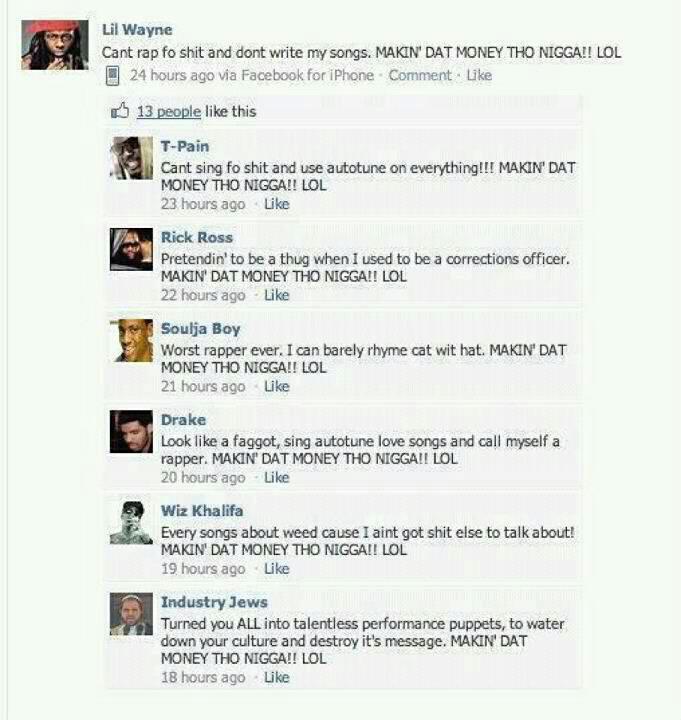 Lil Wayne
Cant rap fo shit and dont write my songs. MAKIN' DAT MONEY THO NIGGA!! LOL
24 hours ago via Facebook for iPhone · Comment · Like
13 people like this
T-Pain
Cant sing fo shit and use autotune on everything!!! MAKIN' DAT
MONEY THO NIGGA!! LOL
23 hours ago · Like
Rick Ross
Pretendin' to be a thug when I used to be a corrections officer.
MAKIN' DAT MONEY THO NIGGA!! LOL
22 hours ago · Like
Soulja Boy
Worst rapper ever. I can barely rhyme cat wit hat. MAKIN' DAT
MONEY THO NIGGA!! LOL
21 hours ago · Like
Drake
Look like a faggot, sing autotune love songs and call myself a
rapper. MAKIN' DAT MONEY THO NIGGA!! LOL
20 hours ago · Like
Wiz Khalifa
Every songs about weed cause I aint got shit else to talk about!
MAKIN' DAT MONEY THO NIGGA!! LOL
19 hours ago · Like
Industry Jews
Turned you ALL into talentless performance puppets, to water
down your culture and destroy it's message. MAKIN' DAT
MONEY THO NIGGA!! LOL
18 hours ago · Like